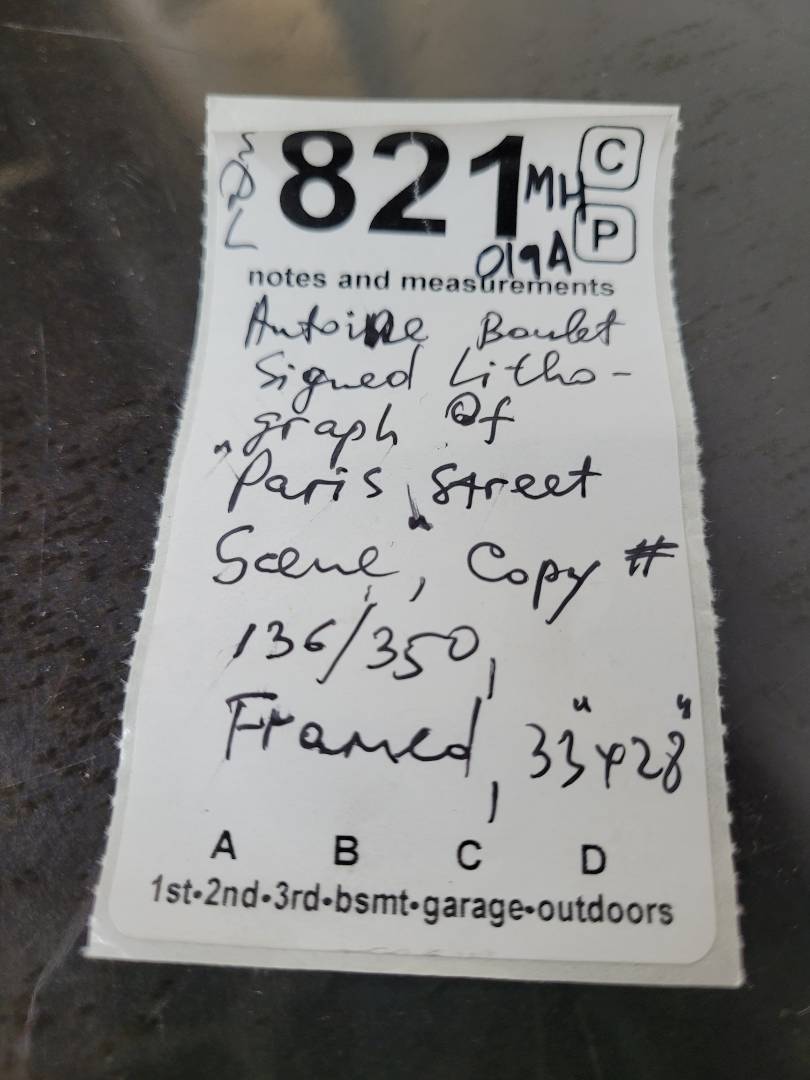 821
MH
C
P
019A
notes and measurements
Antoine Boulet
Signed Litho-
graph Of
"Paris Street
Scene", Copy #
136/350,
Framed, 33"x28"
A B C D
1st•2nd•3rd•bsmt•garage•outdoors